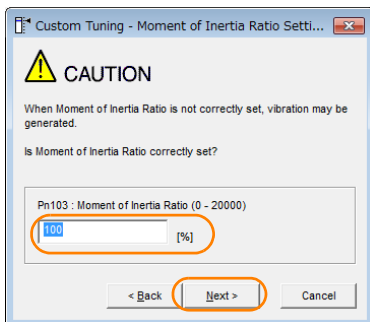 Custom Tuning - Moment of Inertia Ratio Setti...
CAUTION
When Moment of Inertia Ratio is not correctly set, vibration may be
generated.
Is Moment of Inertia Ratio correctly set?
Pn103 : Moment of Inertia Ratio (0 - 20000)
100 [%]
< Back Next > Cancel